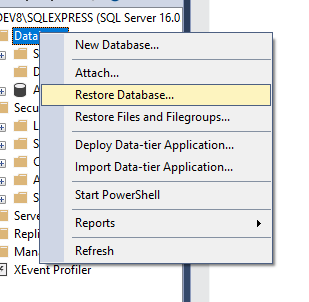 DEV8\SQLEXPRESS (SQL Server 16.0
Data
New Database...
S
Attach...
D
A
Restore Database...
Secu
Restore Files and Filegroups...
L
S
Deploy Data-tier Application...
C
Import Data-tier Application...
A
S
Start PowerShell
Serve
Repli
Reports
Mana
Refresh
XEvent Profiler